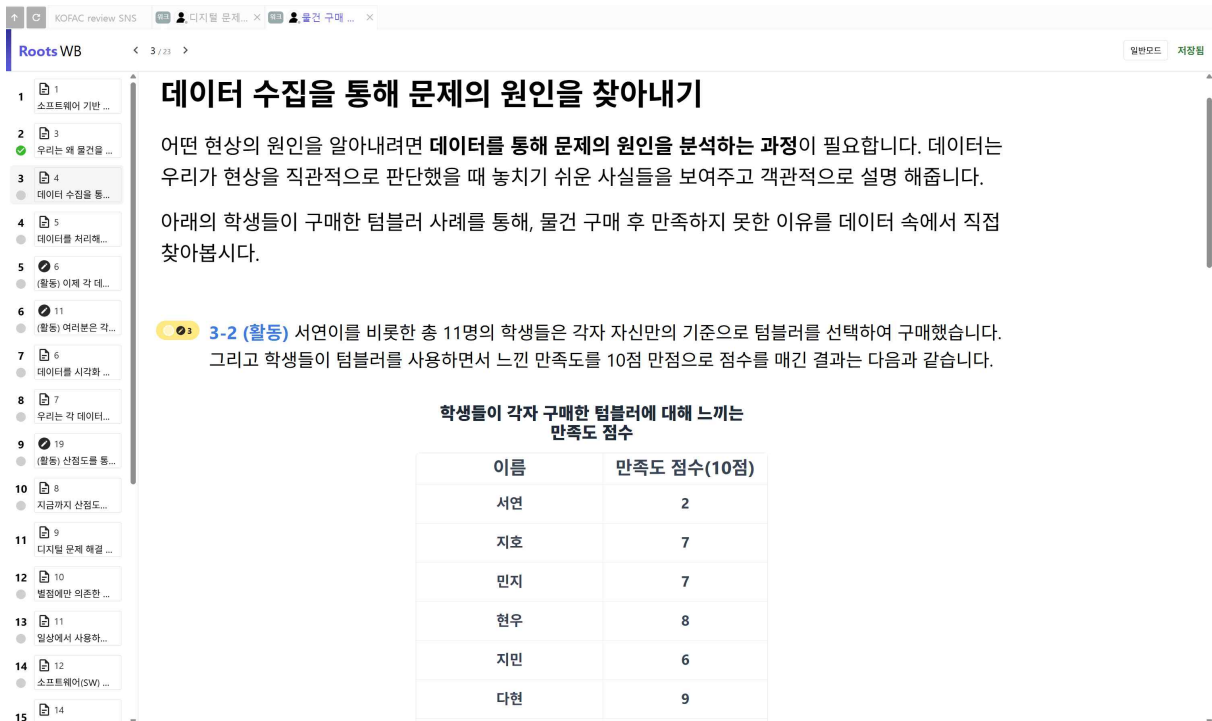 KOFAC review SNS
워크 디지털 문제...
워크 물건 구매 ...
Roots WB
3 / 23
일반모드
저장됨
1
1
소프트웨어 기반 ...
2
3
우리는 왜 물건을 ...
3
4
데이터 수집을 통...
4
5
데이터를 처리해...
5
6
(활동) 이제 각 데...
6
11
(활동) 여러분은 각...
7
6
데이터를 시각화 ...
8
7
우리는 각 데이터...
9
19
(활동) 산점도를 통...
10
8
지금까지 산점도...
11
9
디지털 문제 해결 ...
12
10
별점에만 의존한 ...
13
11
일상에서 사용하...
14
12
소프트웨어(SW) ...
15
14
데이터 수집을 통해 문제의 원인을 찾아내기
어떤 현상의 원인을 알아내려면 데이터를 통해 문제의 원인을 분석하는 과정이 필요합니다. 데이터는
우리가 현상을 직관적으로 판단했을 때 놓치기 쉬운 사실들을 보여주고 객관적으로 설명 해줍니다.
아래의 학생들이 구매한 텀블러 사례를 통해, 물건 구매 후 만족하지 못한 이유를 데이터 속에서 직접
찾아봅시다.
3
3-2 (활동) 서연이를 비롯한 총 11명의 학생들은 각자 자신만의 기준으로 텀블러를 선택하여 구매했습니다.
그리고 학생들이 텀블러를 사용하면서 느낀 만족도를 10점 만점으로 점수를 매긴 결과는 다음과 같습니다.
학생들이 각자 구매한 텀블러에 대해 느끼는
만족도 점수
이름 만족도 점수(10점)
서연 2
지호 7
민지 7
현우 8
지민 6
다현 9